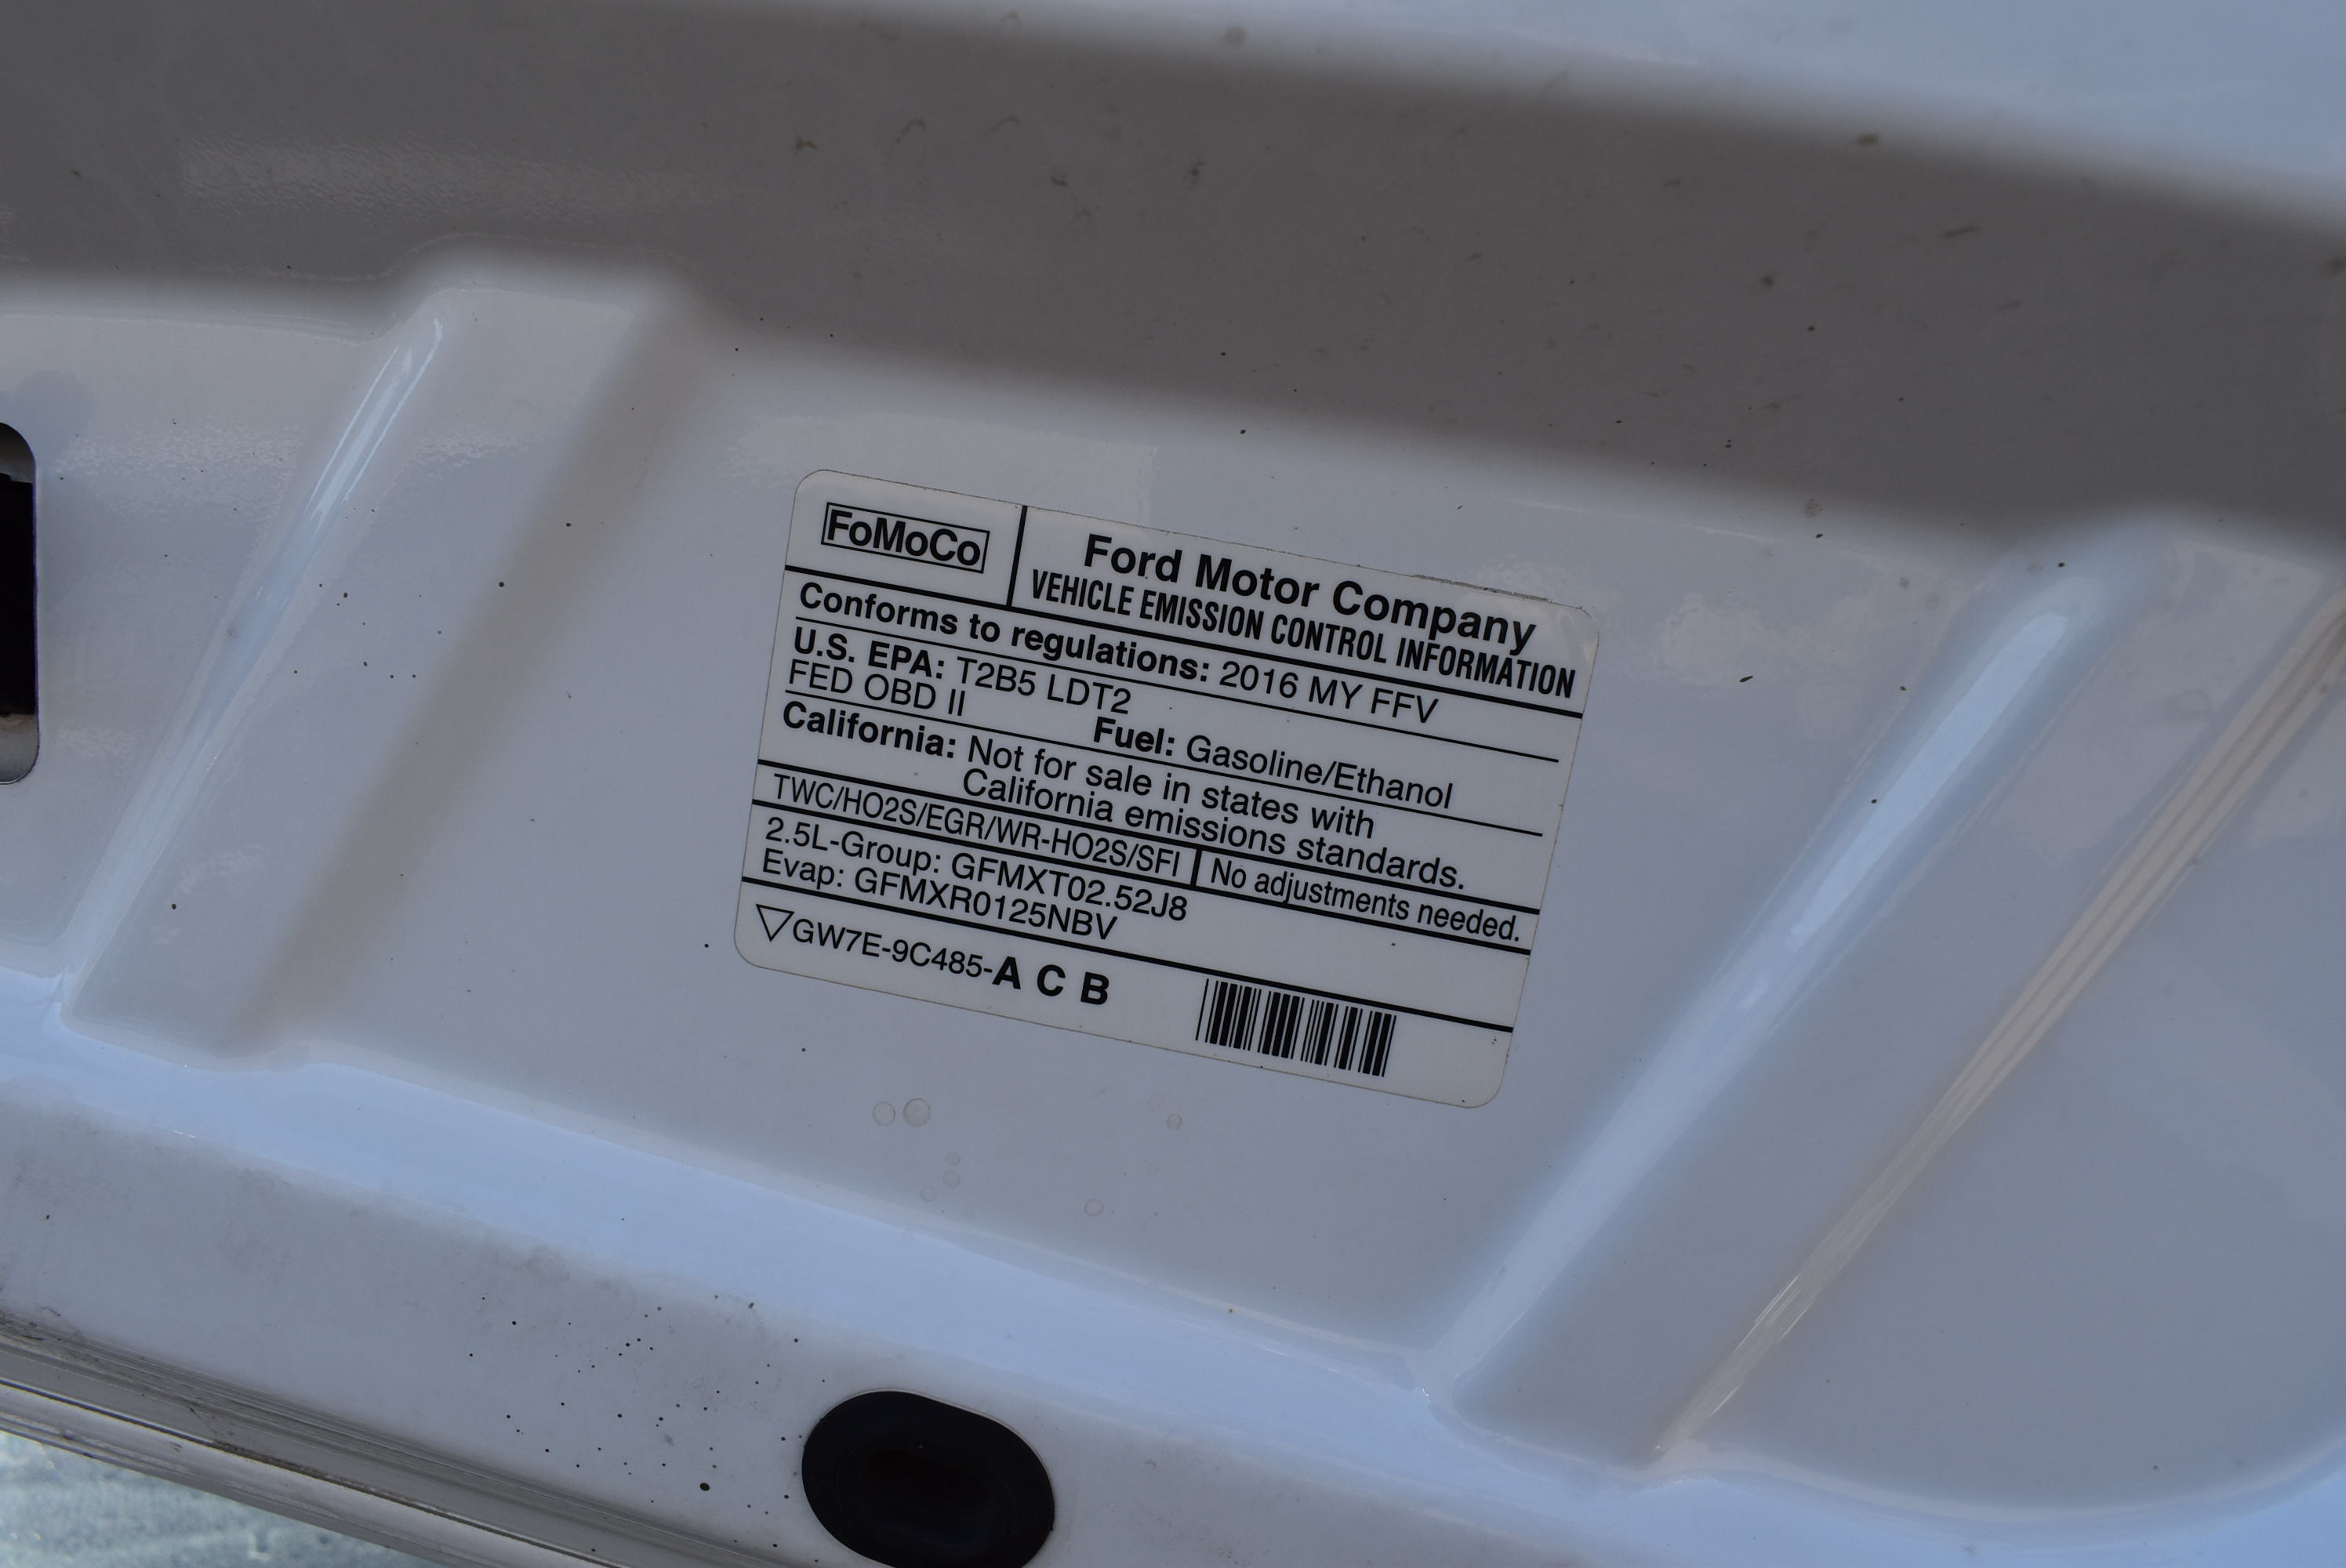 FoMoCo
Ford Motor Company
VEHICLE EMISSION CONTROL INFORMATION
Conforms to regulations: 2016 MY FFV
U.S. EPA: T2B5 LDT2
FED OBD II Fuel: Gasoline/Ethanol
California: Not for sale in states with
California emissions standards.
TWC/HO2S/EGR/WR-HO2S/SFI No adjustments needed.
2.5L-Group: GFMXT02.52J8
Evap: GFMXR0125NBV
GW7E-9C485-A C B